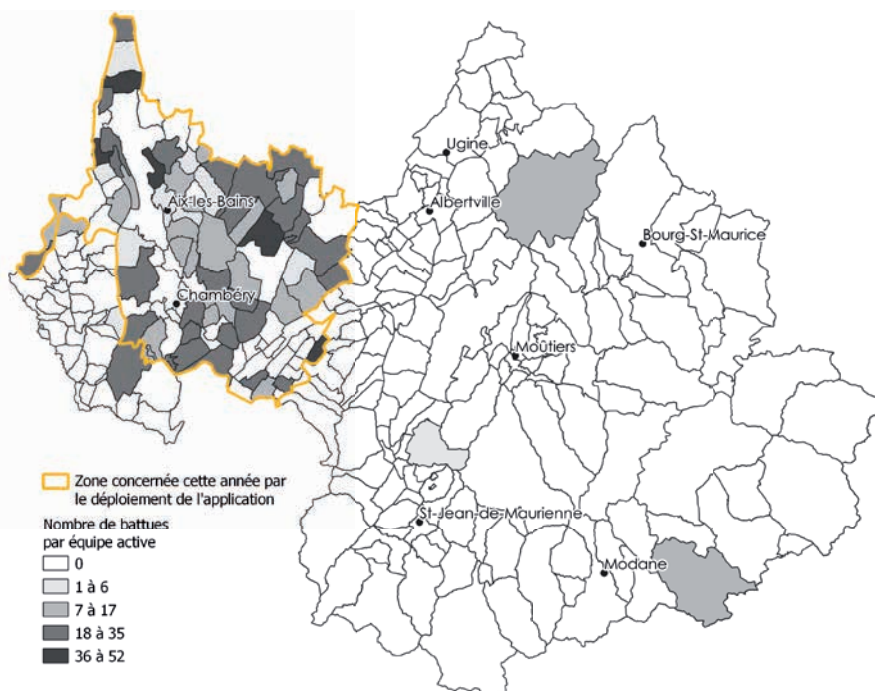 Ugine
Aix-les-Bains
Albertville
Bourg-St-Maurice
Chambéry
Moûtiers
St-Jean-de-Maurienne
Modane
Zone concernée cette année par
le déploiement de l'application
Nombre de battues
par équipe active
0
1 à 6
7 à 17
18 à 35
36 à 52